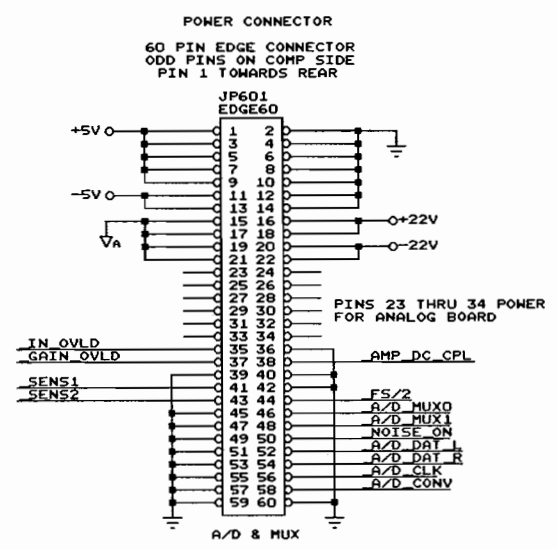 POWER CONNECTOR
60 PIN EDGE CONNECTOR
ODD PINS ON COMP SIDE
PIN 1 TOWARDS REAR
JP601
EDGE60
+5V 1 2
3 4
5 6
7 8
9 10
-5V 11 12
13 14
15 16 +22V
A 17 18
19 20 -22V
21 22
23 24
25 26
27 28
29 30 PINS 23 THRU 34 POWER
31 32 FOR ANALOG BOARD
33 34
IN_OVLD 35 36
GAIN_OVLD 37 38 AMP_DC_CPL
39 40
SENS1 41 42
SENS2 43 44 FS/2
45 46 A/D_MUX0
47 48 A/D_MUX1
49 50 NOISE_ON
51 52 A/D_DAT_L
53 54 A/D_DAT_R
55 56 A/D_CLK
57 58 A/D_CONV
59 60
A/D & MUX